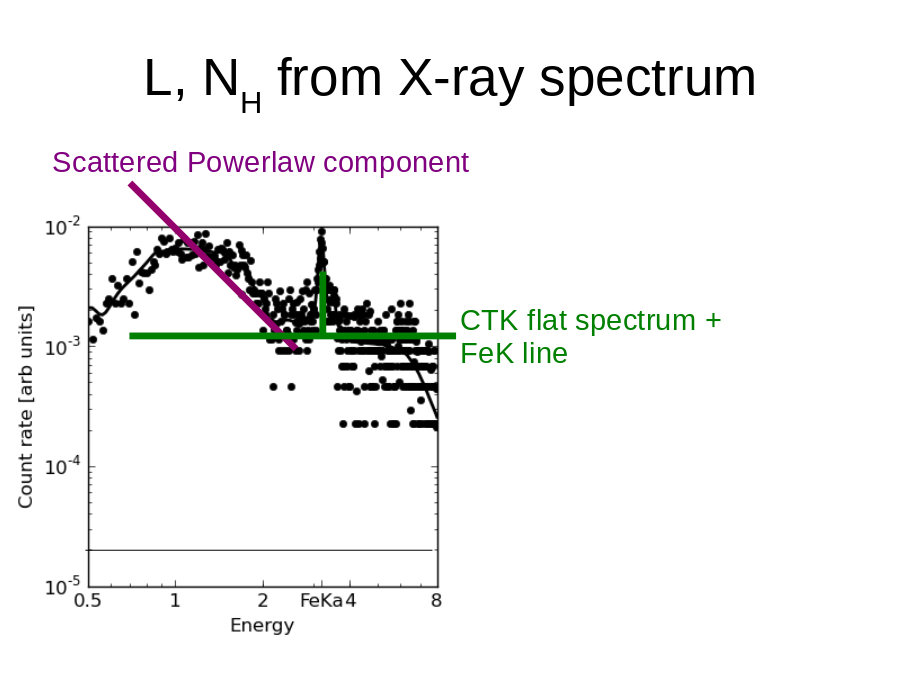 L, N_H from X-ray spectrum
Scattered Powerlaw component
10^-2
10^-3
10^-4
10^-5
Count rate [arb units]
CTK flat spectrum +
FeK line
0.5 1 2 FeKa 4 8
Energy